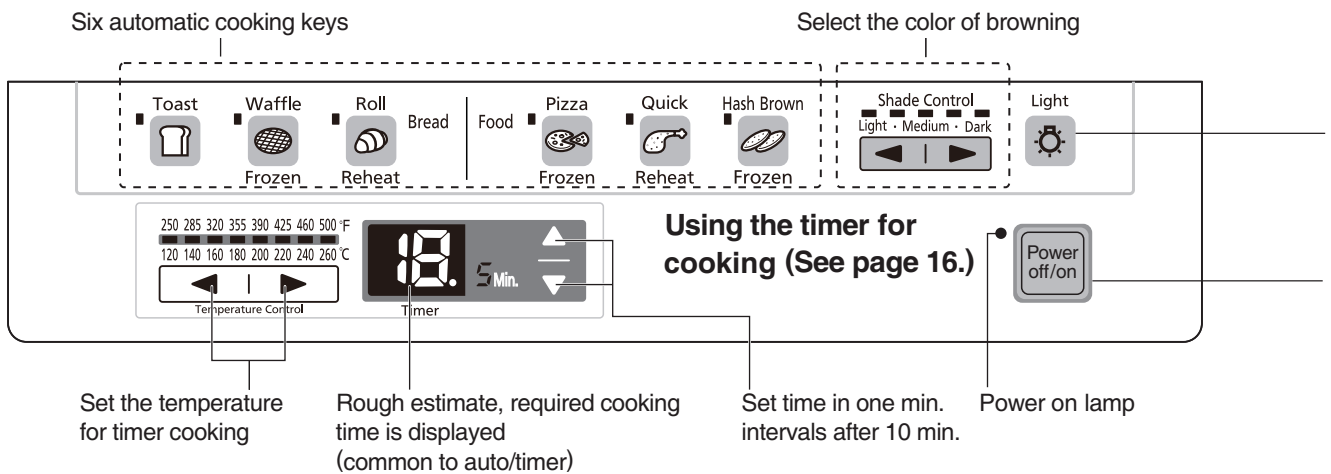 Six automatic cooking keys
Select the color of browning
Toast
Waffle
Roll
Bread
Food
Pizza
Quick
Hash Brown
Shade Control
Light
Light · Medium · Dark
Frozen
Reheat
Frozen
Reheat
Frozen
250 285 320 355 390 425 460 500 °F
120 140 160 180 200 220 240 260 °C
Temperature Control
18.
5 Min.
Timer
Using the timer for
cooking (See page 16.)
Power
off/on
Set the temperature
for timer cooking
Rough estimate, required cooking
time is displayed
(common to auto/timer)
Set time in one min.
intervals after 10 min.
Power on lamp